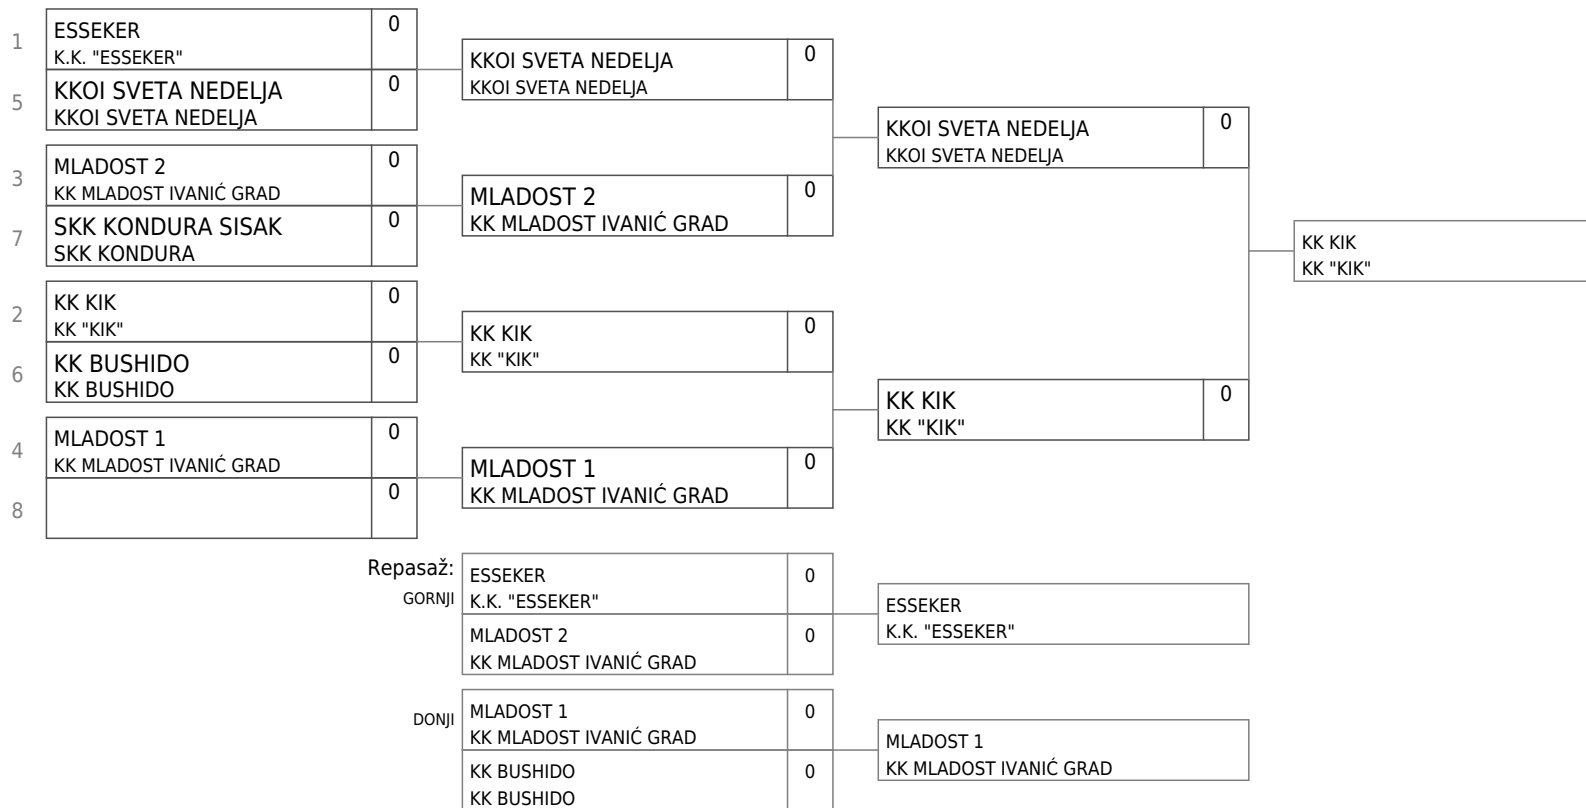 1
ESSEKER
0
K.K. "ESSEKER"
5
KKOI SVETA NEDELJA
0
KKOI SVETA NEDELJA
3
MLADOST 2
0
KK MLADOST IVANIĆ GRAD
7
SKK KONDURA SISAK
0
SKK KONDURA
2
KK KIK
0
KK "KIK"
6
KK BUSHIDO
0
KK BUSHIDO
4
MLADOST 1
0
KK MLADOST IVANIĆ GRAD
8
0
KKOI SVETA NEDELJA
0
KKOI SVETA NEDELJA
MLADOST 2
0
KK MLADOST IVANIĆ GRAD
KK KIK
0
KK "KIK"
MLADOST 1
0
KK MLADOST IVANIĆ GRAD
KKOI SVETA NEDELJA
0
KKOI SVETA NEDELJA
KK KIK
0
KK "KIK"
KK KIK
KK "KIK"
Repasaž:
GORNJI
ESSEKER
0
K.K. "ESSEKER"
MLADOST 2
0
KK MLADOST IVANIĆ GRAD
ESSEKER
K.K. "ESSEKER"
DONJI
MLADOST 1
0
KK MLADOST IVANIĆ GRAD
KK BUSHIDO
0
KK BUSHIDO
MLADOST 1
KK MLADOST IVANIĆ GRAD